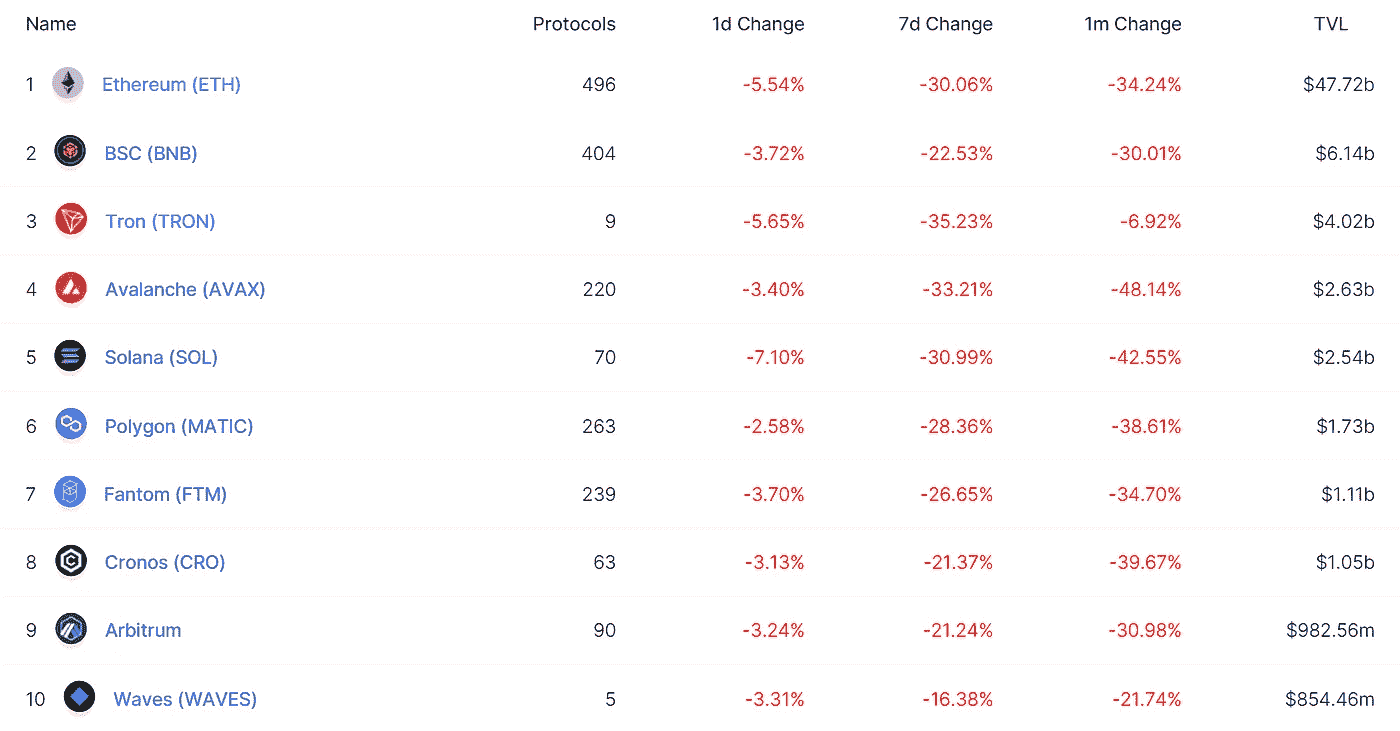 Name Protocols 1d Change 7d Change 1m Change TVL
1 Ethereum (ETH) 496 -5.54% -30.06% -34.24% $47.72b
2 BSC (BNB) 404 -3.72% -22.53% -30.01% $6.14b
3 Tron (TRON) 9 -5.65% -35.23% -6.92% $4.02b
4 Avalanche (AVAX) 220 -3.40% -33.21% -48.14% $2.63b
5 Solana (SOL) 70 -7.10% -30.99% -42.55% $2.54b
6 Polygon (MATIC) 263 -2.58% -28.36% -38.61% $1.73b
7 Fantom (FTM) 239 -3.70% -26.65% -34.70% $1.11b
8 Cronos (CRO) 63 -3.13% -21.37% -39.67% $1.05b
9 Arbitrum 90 -3.24% -21.24% -30.98% $982.56m
10 Waves (WAVES) 5 -3.31% -16.38% -21.74% $854.46m